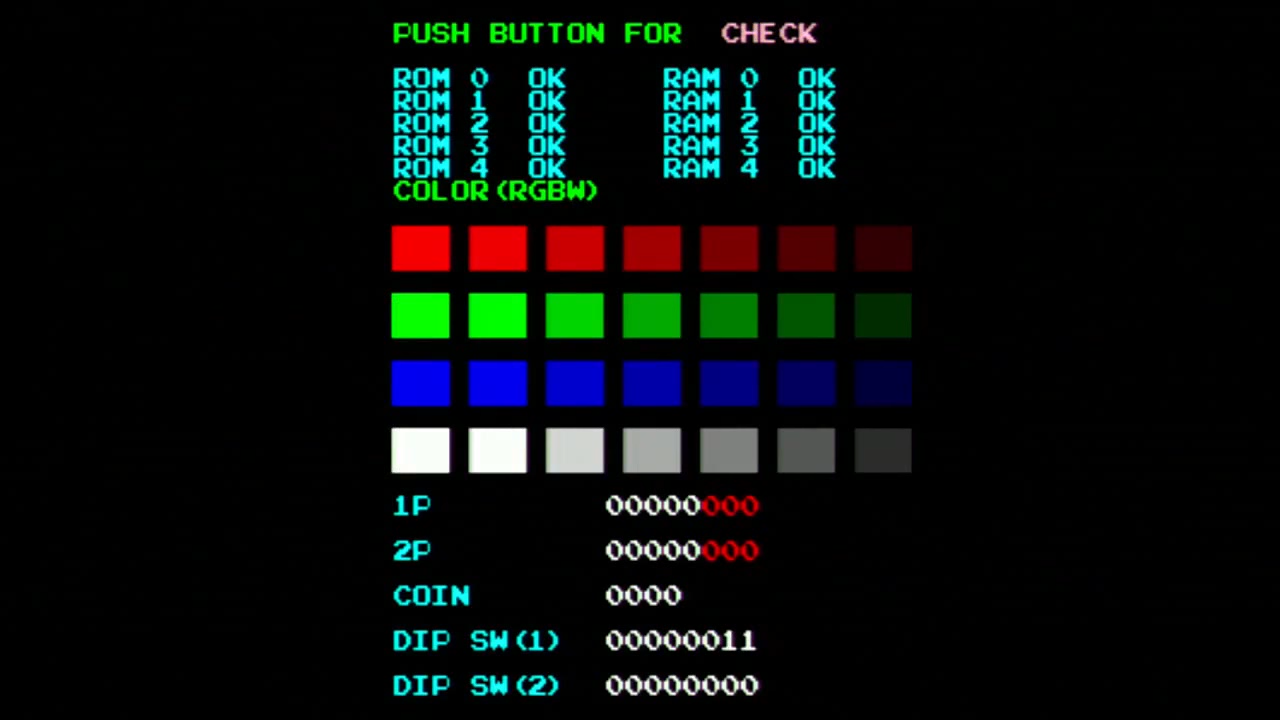 PUSH BUTTON FOR CHECK
ROM 0 OK RAM 0 OK
ROM 1 OK RAM 1 OK
ROM 2 OK RAM 2 OK
ROM 3 OK RAM 3 OK
ROM 4 OK RAM 4 OK
COLOR(RGBW)
1P 00000000
2P 00000000
COIN 0000
DIP SW(1) 00000011
DIP SW(2) 00000000